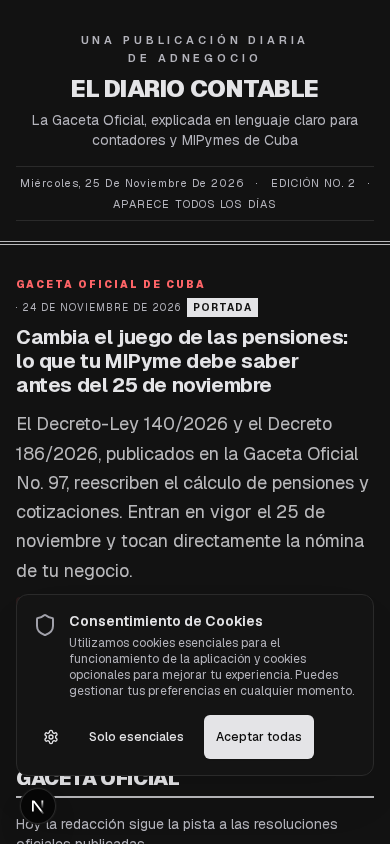 UNA PUBLICACIÓN DIARIA
DE ADNEGOCIO
EL DIARIO CONTABLE
La Gaceta Oficial, explicada en lenguaje claro para
contadores y MIPymes de Cuba
Miércoles, 25 De Noviembre De 2026 · EDICIÓN NO. 2 ·
APARECE TODOS LOS DÍAS
GACETA OFICIAL DE CUBA
· 24 DE NOVIEMBRE DE 2026 PORTADA
Cambia el juego de las pensiones:
lo que tu MIPyme debe saber
antes del 25 de noviembre
El Decreto-Ley 140/2026 y el Decreto
186/2026, publicados en la Gaceta Oficial
No. 97, reescriben el cálculo de pensiones y
cotizaciones. Entran en vigor el 25 de
noviembre y tocan directamente la nómina
de tu negocio.
Consentimiento de Cookies
Utilizamos cookies esenciales para el
funcionamiento de la aplicación y cookies
opcionales para mejorar tu experiencia. Puedes
gestionar tus preferencias en cualquier momento.
Solo esenciales
Aceptar todas
GACETA OFICIAL
N
Hoy la redacción sigue la pista a las resoluciones
oficiales publicadas